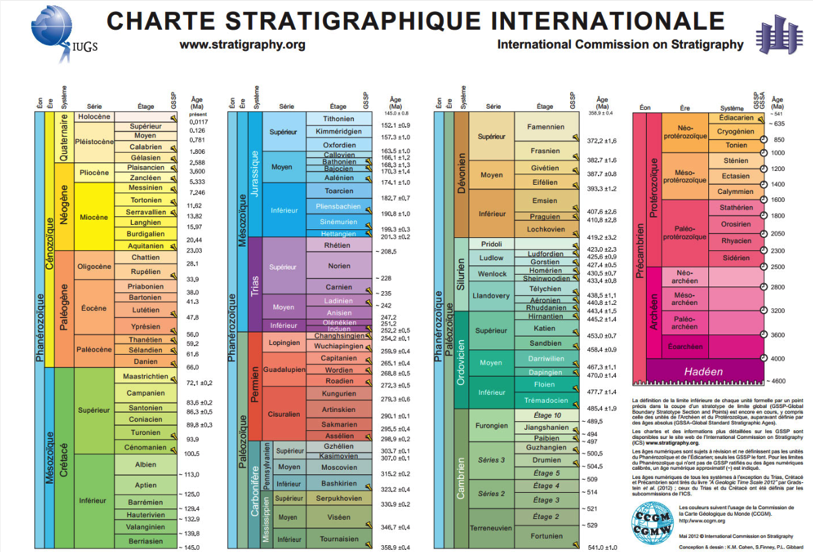 IUGS
CHARTE STRATIGRAPHIQUE INTERNATIONALE
www.stratigraphy.org
International Commission on Stratigraphy
Éon Ère Système Série Étage GSSP Âge (Ma)
présent
Phanérozoïque
Cénozoïque
Quaternaire
Holocène
0,0117
Pléistocène
Supérieur
0,126
Moyen
0,781
Calabrien
1,806
Gélasien
2,588
Néogène
Pliocène
Plaisancien
3,600
Zancléen
5,333
Miocène
Messinien
7,246
Tortonien
11,62
Serravallien
13,82
Langhien
15,97
Burdigalien
20,44
Aquitanien
23,03
Paléogène
Oligocène
Chattien
28,1
Rupélien
33,9
Éocène
Priabonien
38,0
Bartonien
41,3
Lutétien
47,8
Yprésien
56,0
Paléocène
Thanétien
59,2
Sélandien
61,6
Danien
66,0
Mésozoïque
Crétacé
Supérieur
Maastrichtien
72,1 ±0,2
Campanien
83,6 ±0,2
Santonien
86,3 ±0,5
Coniacien
89,8 ±0,3
Turonien
93,9
Cénomanien
100,5
Inférieur
Albien
~ 113,0
Aptien
~ 125,0
Barrémien
~ 129,4
Hauterivien
~ 132,9
Valanginien
~ 139,8
Berriasien
~ 145,0
Éon Ère Système Série Étage GSSP Âge (Ma)
145,0 ± 0,8
Phanérozoïque
Mésozoïque
Jurassique
Supérieur
Tithonien
152,1 ±0,9
Kimméridgien
157,3 ±1,0
Oxfordien
163,5 ±1,0
Moyen
Callovien
166,1 ±1,2
Bathonien
168,3 ±1,3
Bajocien
170,3 ±1,4
Aalénien
174,1 ±1,0
Inférieur
Toarcien
182,7 ±0,7
Pliensbachien
190,8 ±1,0
Sinémurien
199,3 ±0,3
Hettangien
201,3 ±0,2
Trias
Supérieur
Rhétien
~ 208,5
Norien
~ 228
Carnien
~ 235
Moyen
Ladinien
~ 242
Anisien
247,2
Inférieur
Olénékien
251,2
Induen
252,2 ±0,5
Paléozoïque
Permien
Lopingien
Changhsingien
254,2 ±0,1
Wuchiapingien
259,9 ±0,4
Guadalupien
Capitanien
265,1 ±0,4
Wordien
268,8 ±0,5
Roadien
272,3 ±0,5
Cisuralien
Kungurien
279,3 ±0,6
Artinskian
290,1 ±0,1
Sakmarien
295,5 ±0,4
Assélien
298,9 ±0,2
Carbonifère
Pennsylvanien
Supérieur
Gzhélien
303,7 ±0,1
Kasimovien
307,0 ±0,1
Moyen
Moscovien
315,2 ±0,2
Inférieur
Bashkirien
323,2 ±0,4
Mississippien
Supérieur
Serpukhovien
330,9 ±0,2
Moyen
Viséen
346,7 ±0,4
Inférieur
Tournaisien
358,9 ±0,4
Éon Ère Système Série Étage GSSP Âge (Ma)
358,9 ± 0,4
Phanérozoïque
Paléozoïque
Dévonien
Supérieur
Famennien
372,2 ±1,6
Frasnien
382,7 ±1,6
Moyen
Givétien
387,7 ±0,8
Eifélien
393,3 ±1,2
Inférieur
Emsien
407,6 ±2,6
Praguien
410,8 ±2,8
Lochkovien
419,2 ±3,2
Silurien
Pridoli
423,0 ±2,3
Ludlow
Ludfordien
425,6 ±0,9
Gorstien
427,4 ±0,5
Wenlock
Homérien
430,5 ±0,7
Sheinwoodien
433,4 ±0,8
Llandovery
Télychien
438,5 ±1,1
Aéronien
440,8 ±1,2
Rhuddanien
443,4 ±1,5
Ordovicien
Supérieur
Hirnantien
445,2 ±1,4
Katien
453,0 ±0,7
Sandbien
458,4 ±0,9
Moyen
Darriwilien
467,3 ±1,1
Dapingien
470,0 ±1,4
Inférieur
Floien
477,7 ±1,4
Trémadocien
485,4 ±1,9
Cambrien
Furongien
Étage 10
~ 489,5
Jiangshanien
~ 494
Paibien
~ 497
Séries 3
Guzhangien
~ 500,5
Drumien
~ 504,5
Étage 5
~ 509
Séries 2
Étage 4
~ 514
Étage 3
~ 521
Terreneuvien
Étage 2
~ 529
Fortunien
541,0 ±1,0
Éon Ère Système GSSP GSSA Âge (Ma)
~ 541
Précambrien
Protérozoïque
Néo-protérozoïque
Édiacarien
~ 635
Cryogénien
850
Tonien
1000
Méso-protérozoïque
Sténien
1200
Ectasien
1400
Calymmien
1600
Paléo-protérozoïque
Stathérien
1800
Orosirien
2050
Rhyacien
2300
Sidérien
2500
Archéen
Néo-archéen
2800
Méso-archéen
3200
Paléo-archéen
3600
Éoarchéen
4000
Hadéen
~ 4600
La définition de la limite inférieure de chaque unité formelle par un point
précis dans la coupe d'un stratotype de limite global (GSSP-Global
Boundary Stratotype Section and Points) est encore en cours, y compris
celle des unités de l'Archéen et du Protérozoïque, auparavant définie par
des âges absolus (GSSA-Global Standard Stratigraphic Ages).
Les chartes et des informations plus détaillées sur les GSSP sont
disponibles sur le site web de l'International Commission on Stratigraphy
(ICS) www.stratigraphy.org.
Les âges numériques sont sujets à révision et ne définissent pas les unités
du Phanérozoïque et de l'Édiacarien; seuls les GSSP le font. Pour les limites
du Phanérozoïque qui n'ont pas de GSSP ratifiés ou des âges numériques
calibrés, un âge numérique approximatif (~) est indiqué.
Les âges numériques de tous les systèmes à l'exception du Trias, Crétacé
et Précambrien sont tirés du livre "A Geologic Time Scale 2012" par Gradstein
et al. (2012) ; ceux du Trias et du Crétacé ont été définis par les
subcommissions de l'ICS.
CCGM
CGMW
Les couleurs suivent l'usage de la Commission de
la Carte Géologique du Monde (CCGM).
http://www.ccgm.org
Mai 2012 © International Commission on Stratigraphy
Conception & dessin : K.M. Cohen, S.Finney, P.L. Gibbard